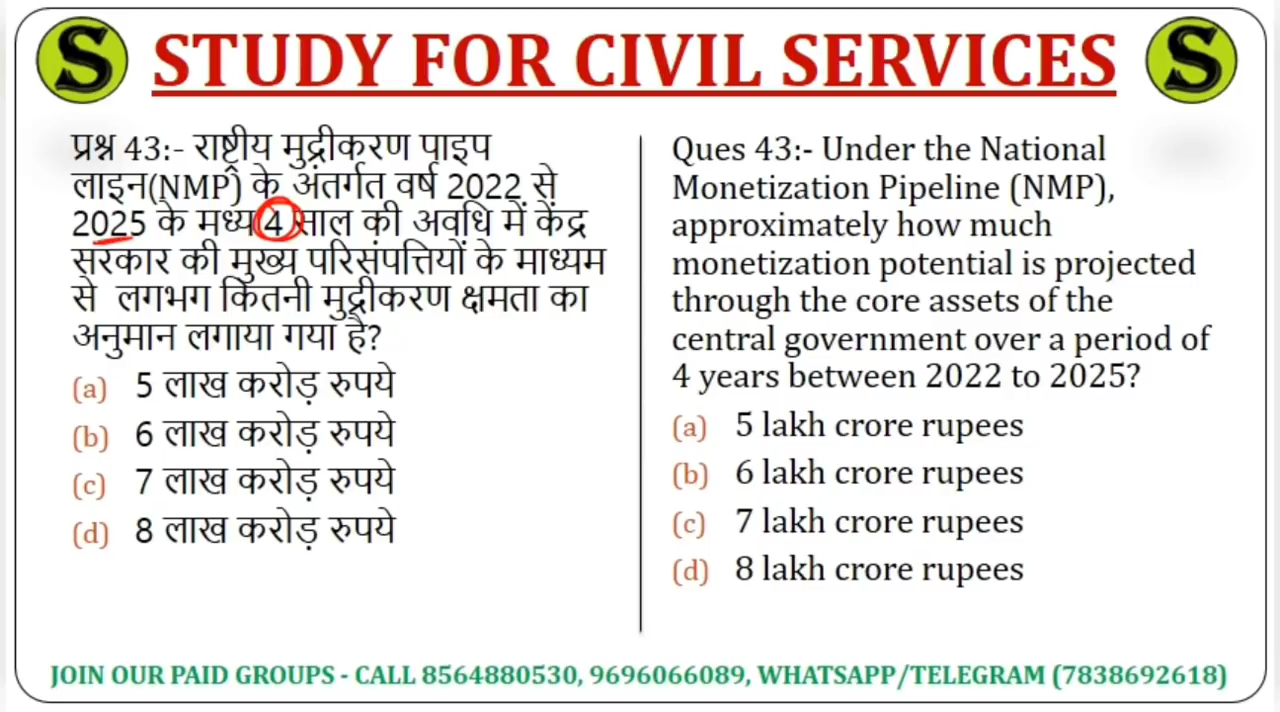 S STUDY FOR CIVIL SERVICES S
प्रश्न 43:- राष्ट्रीय मुद्रीकरण पाइप
लाइन(NMP) के अंतर्गत वर्ष 2022 से
2025 के मध्य 4 साल की अवधि में केंद्र
सरकार की मुख्य परिसंपत्तियों के माध्यम
से लगभग कितनी मुद्रीकरण क्षमता का
अनुमान लगाया गया है?
(a) 5 लाख करोड़ रुपये
(b) 6 लाख करोड़ रुपये
(c) 7 लाख करोड़ रुपये
(d) 8 लाख करोड़ रुपये
Ques 43:- Under the National
Monetization Pipeline (NMP),
approximately how much
monetization potential is projected
through the core assets of the
central government over a period of
4 years between 2022 to 2025?
(a) 5 lakh crore rupees
(b) 6 lakh crore rupees
(c) 7 lakh crore rupees
(d) 8 lakh crore rupees
JOIN OUR PAID GROUPS - CALL 8564880530, 9696066089, WHATSAPP/TELEGRAM (7838692618)